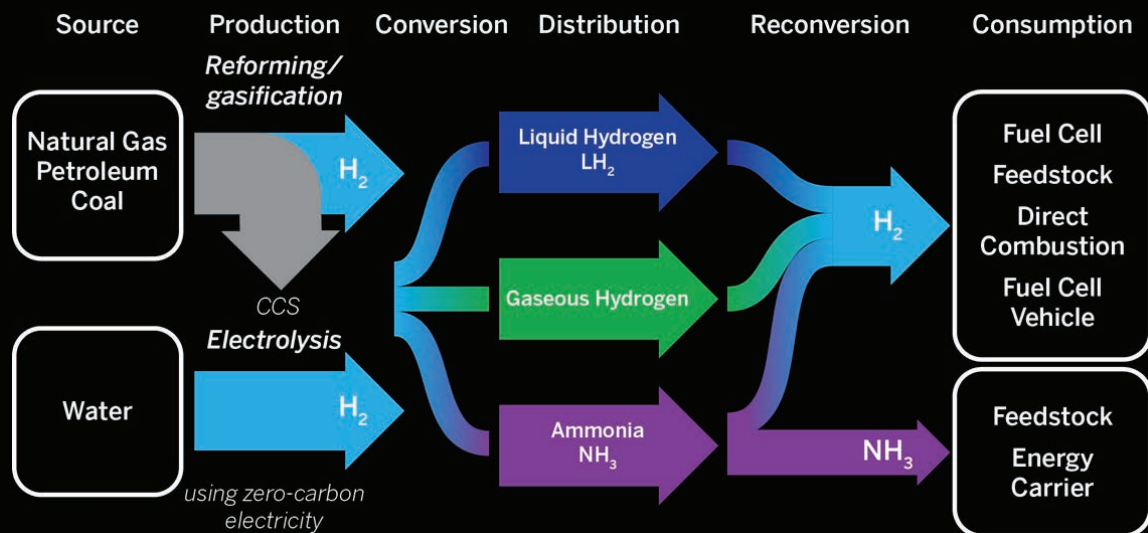 Source
Production
Conversion
Distribution
Reconversion
Consumption
Reforming/
gasification
Natural Gas
Petroleum
Coal
H₂
CCS
Electrolysis
Water
H₂
using zero-carbon
electricity
Liquid Hydrogen
LH₂
Gaseous Hydrogen
Ammonia
NH₃
H₂
NH₃
Fuel Cell
Feedstock
Direct
Combustion
Fuel Cell
Vehicle
Feedstock
Energy
Carrier